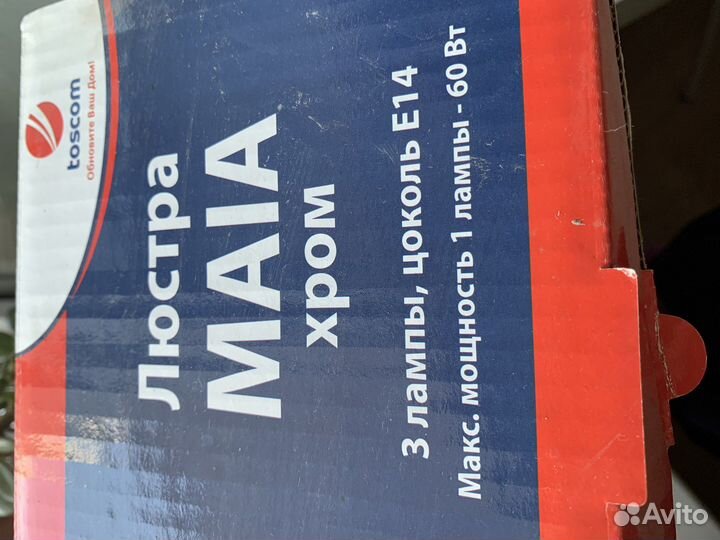 toscom
Обновите Ваш Дом!
Люстра
MAIA
хром
3 лампы, цоколь E14
Макс. мощность 1 лампы - 60 Вт
Avito